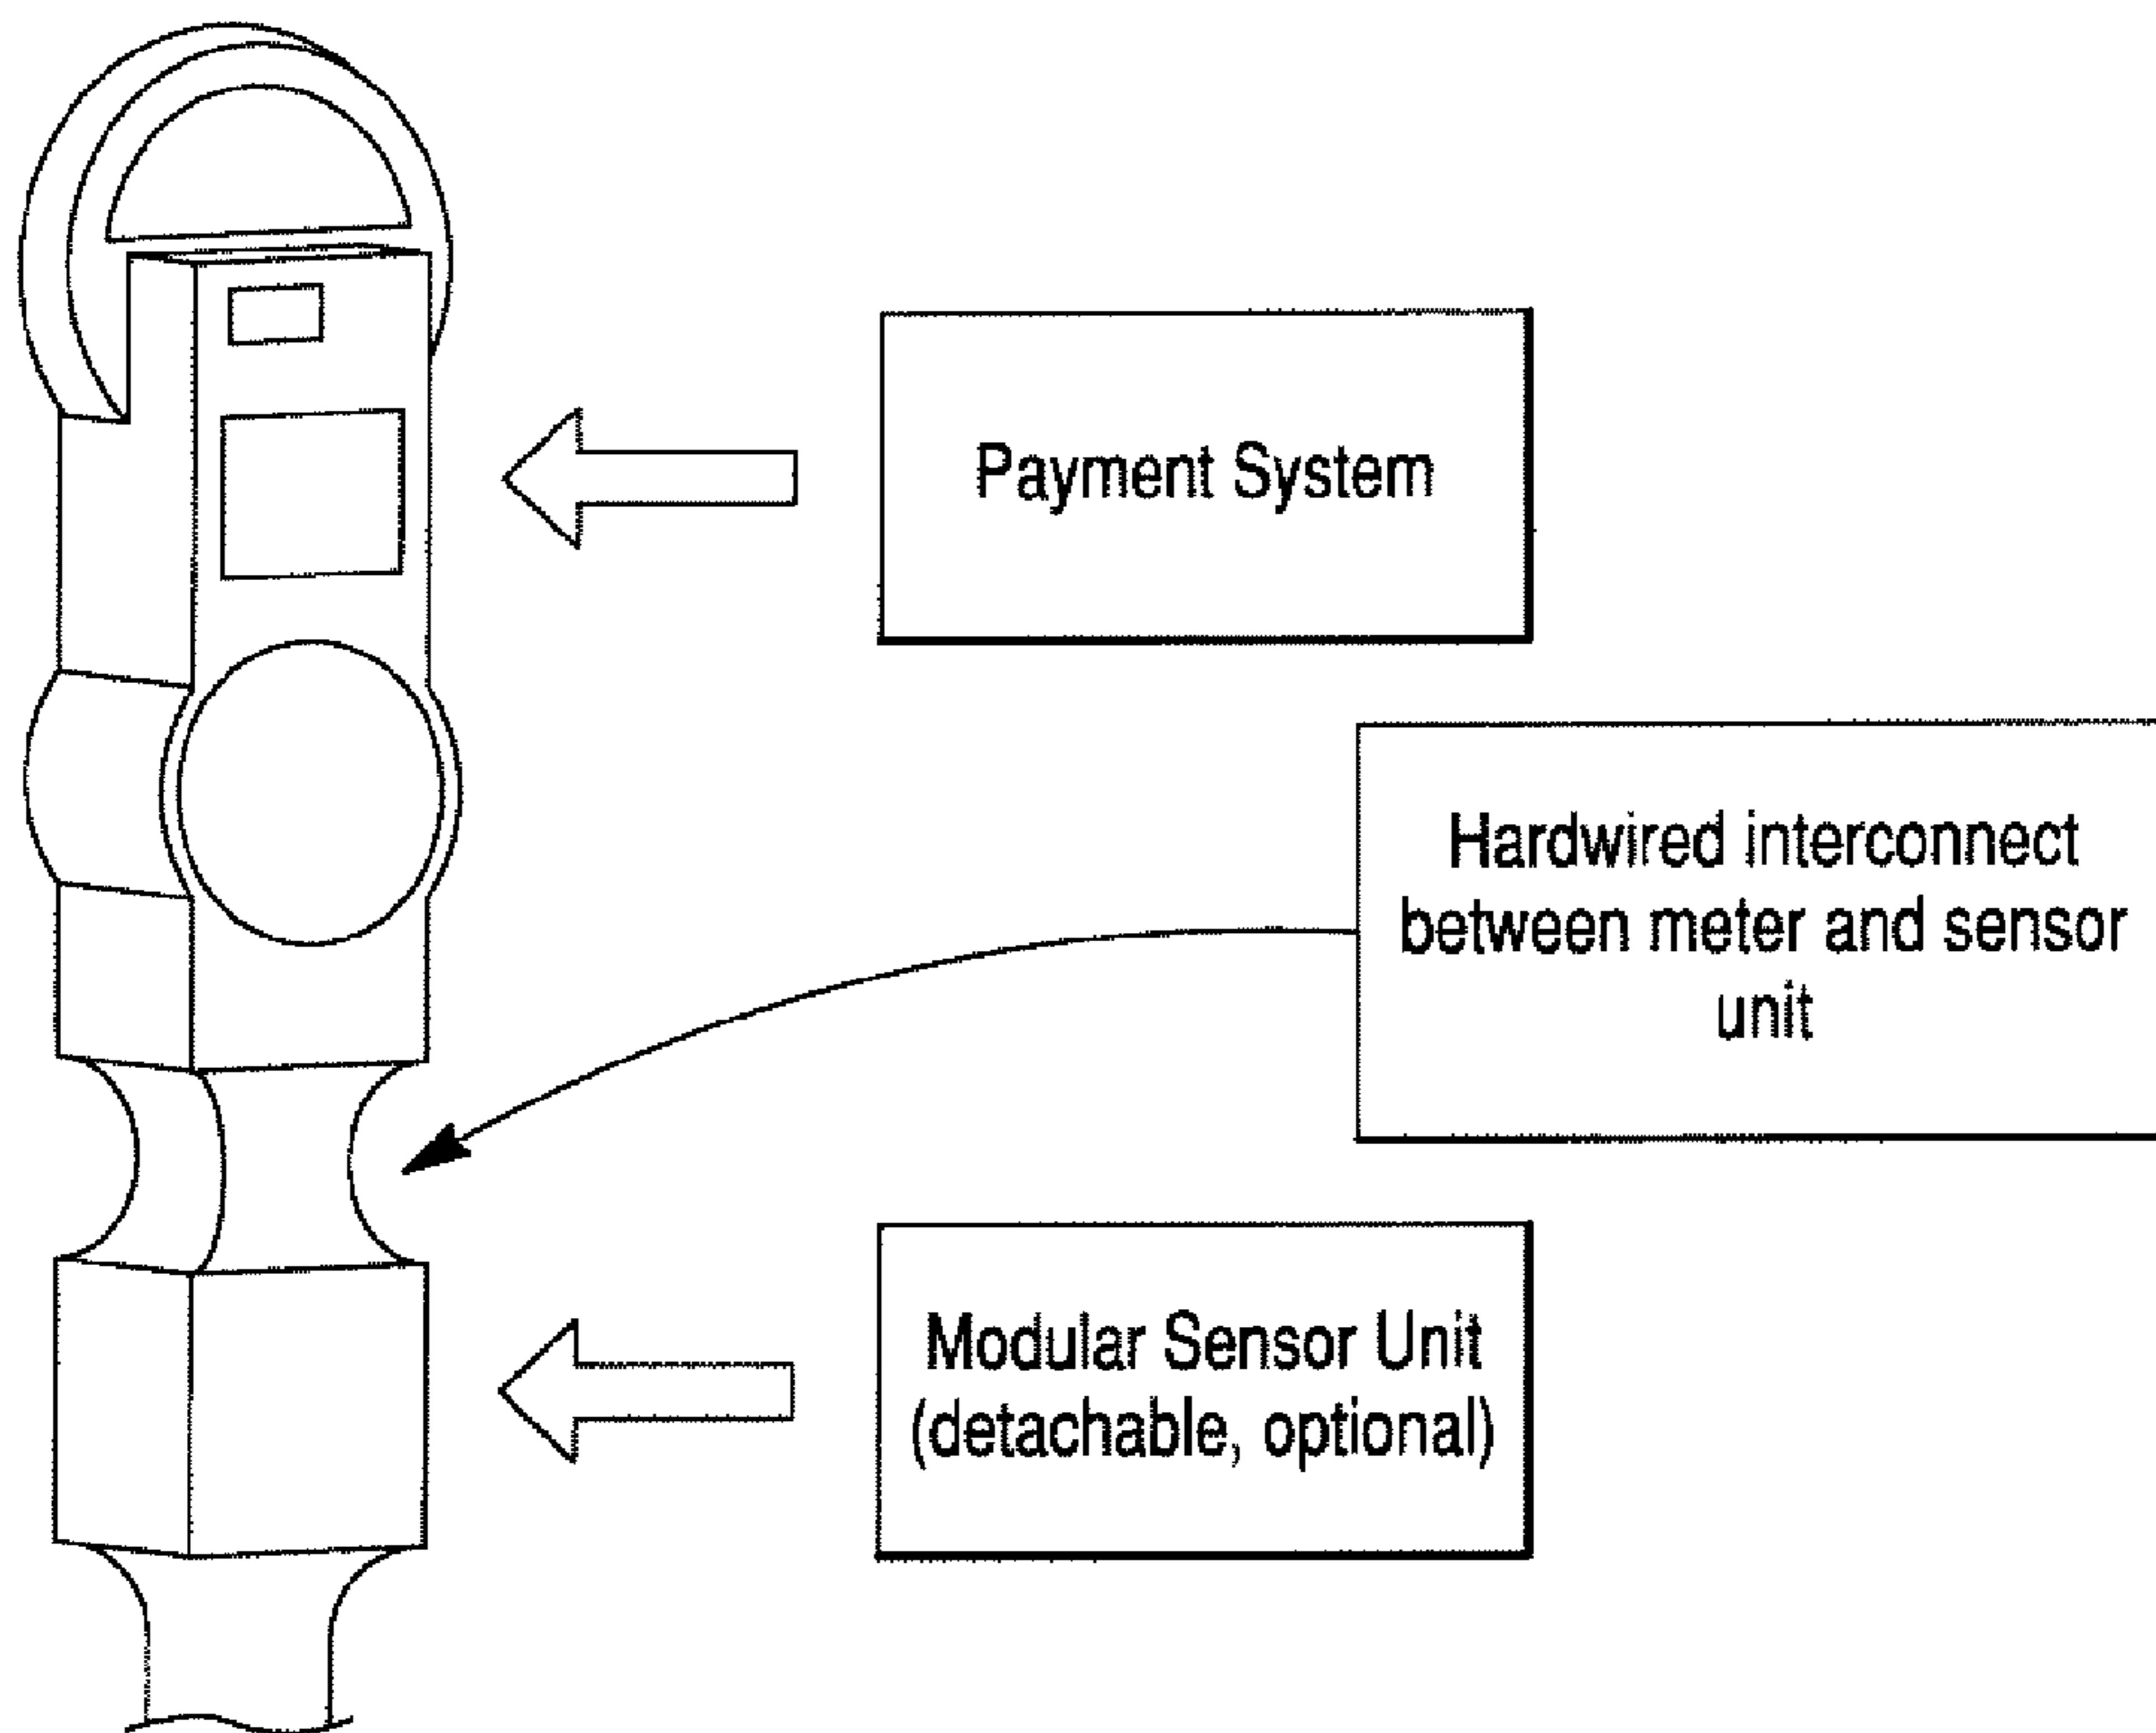 Payment System
Hardwired interconnect
between meter and sensor
unit
Modular Sensor Unit
(detachable, optional)